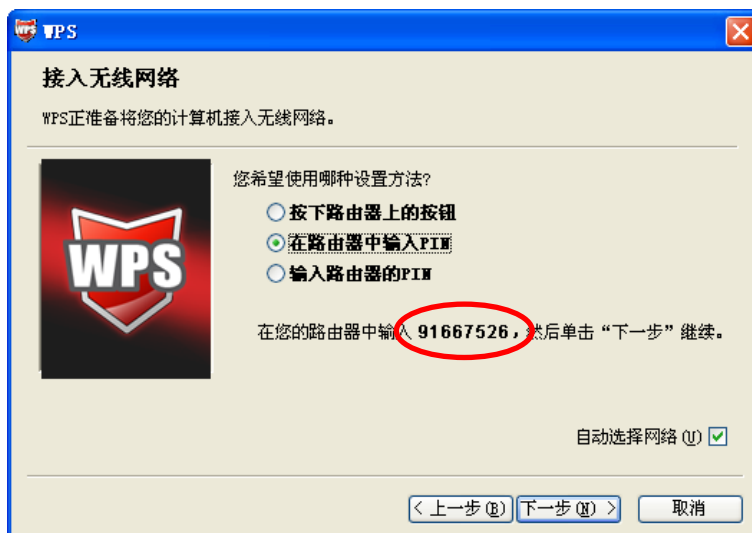 WPS
接入无线网络
WPS正准备将您的计算机接入无线网络。
WPS
您希望使用哪种设置方法?
按下路由器上的按钮
在路由器中输入PIN
输入路由器的PIN
在您的路由器中输入 91667526，然后单击“下一步”继续。
自动选择网络(U)
< 上一步(B) 下一步(N) > 取消